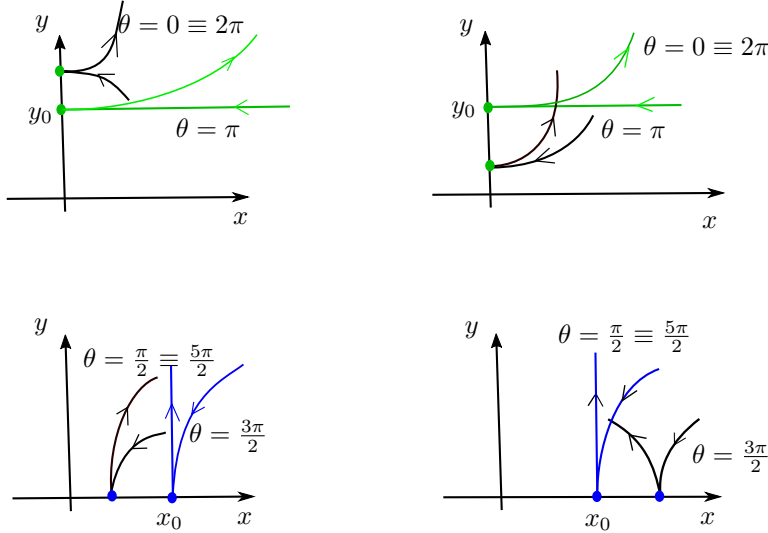 y
θ = 0 ≡ 2π
y₀
θ = π
x
y
θ = 0 ≡ 2π
y₀
θ = π
x
y
θ = π/2 ≡ 5π/2
θ = 3π/2
x₀
x
y
θ = π/2 ≡ 5π/2
θ = 3π/2
x₀
x